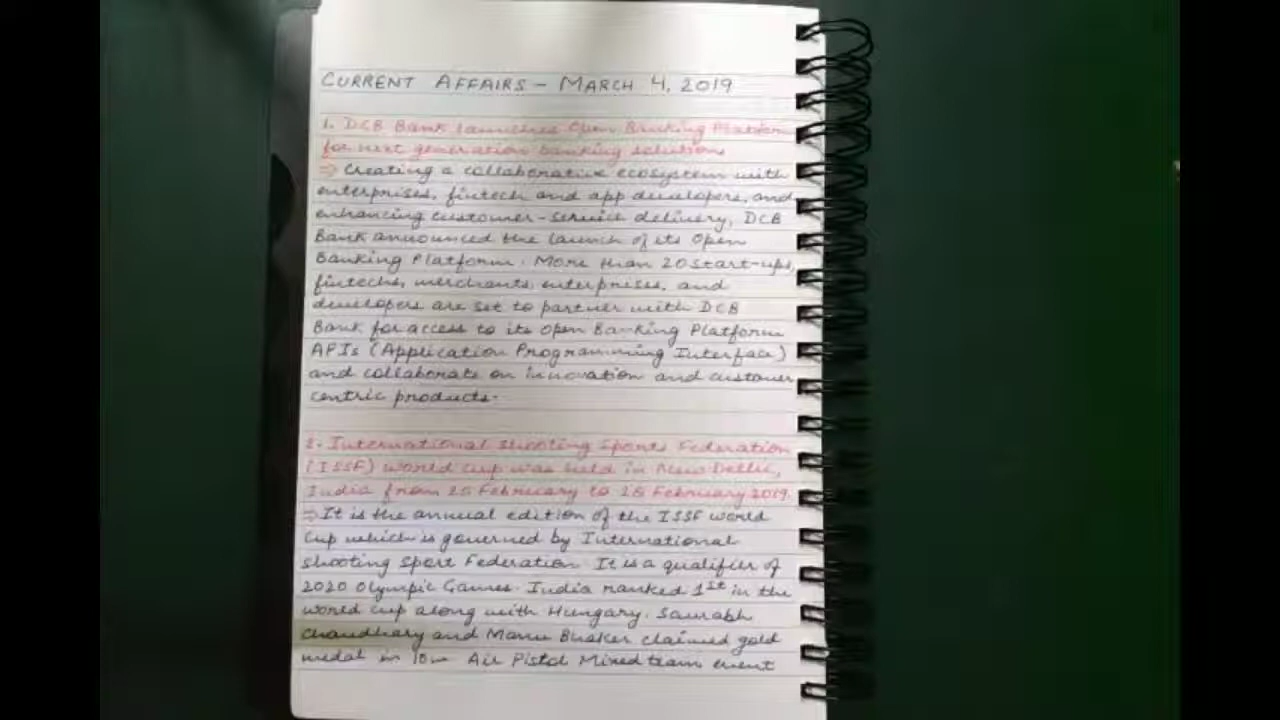 CURRENT AFFAIRS - MARCH 4, 2019
1. DCB Bank launches Open Banking Platform
for next generation banking solutions
⇒ Creating a collaborative ecosystem with
enterprises, fintech and app developers, and
enhancing customer-service delivery, DCB
Bank announced the launch of its Open
Banking Platform. More than 20 start-ups,
fintechs, merchants, enterprises, and
developers are set to partner with DCB
Bank for access to its Open Banking Platform
APIs (Application Programming Interface)
and collaborate on innovation and customer
centric products.
2. International Shooting Sports Federation
(ISSF) world cup was held in New Delhi,
India from 20 February to 28 February 2019.
⇒ It is the annual edition of the ISSF world
cup which is governed by International
shooting Sport Federation. It is a qualifier of
2020 Olympic Games. India ranked 1st in the
world cup along with Hungary. Saurabh
Chaudhary and Manu Bhaker claimed gold
medal in 10m Air Pistol Mixed team event